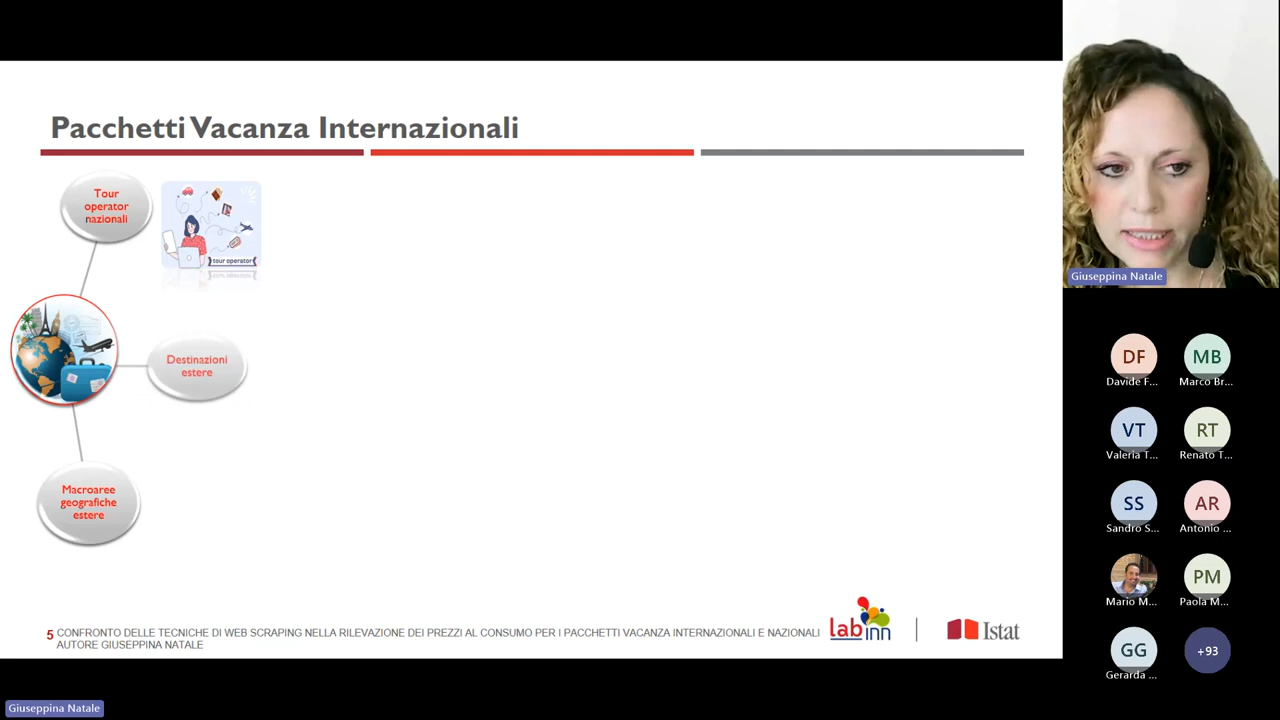 Pacchetti Vacanza Internazionali
Tour
operator
nazionali
tour operator
Destinazioni
estere
Macroaree
geografiche
estere
5 CONFRONTO DELLE TECNICHE DI WEB SCRAPING NELLA RILEVAZIONE DEI PREZZI AL CONSUMO PER I PACCHETTI VACANZA INTERNAZIONALI E NAZIONALI
AUTORE GIUSEPPINA NATALE
lab inn
Istat
Giuseppina Natale
DF
Davide F...
MB
Marco Br...
VT
Valeria T...
RT
Renato T...
SS
Sandro S...
AR
Antonio ...
Mario M...
PM
Paola M...
GG
Gerarda ...
+93
Giuseppina Natale